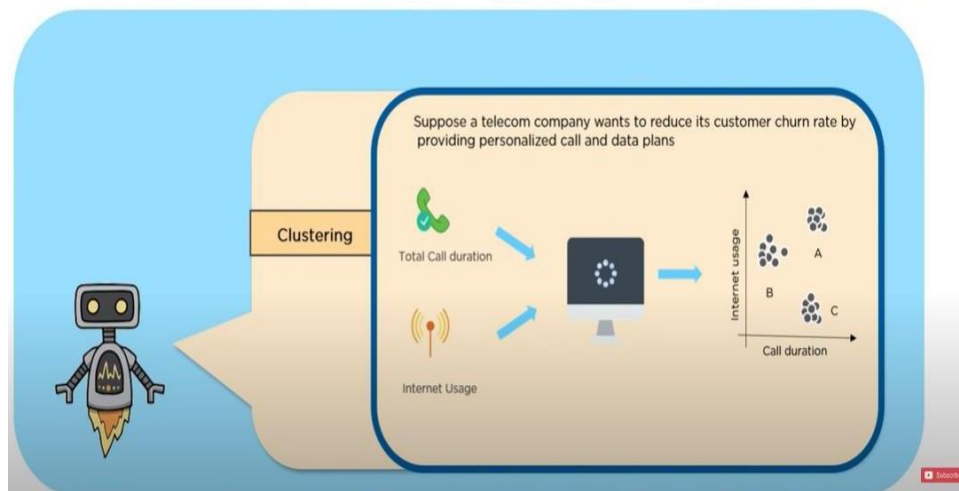 Suppose a telecom company wants to reduce its customer churn rate by
providing personalized call and data plans
Clustering
Total Call duration
Internet Usage
Internet usage
A
B
C
Call duration
Subscribe